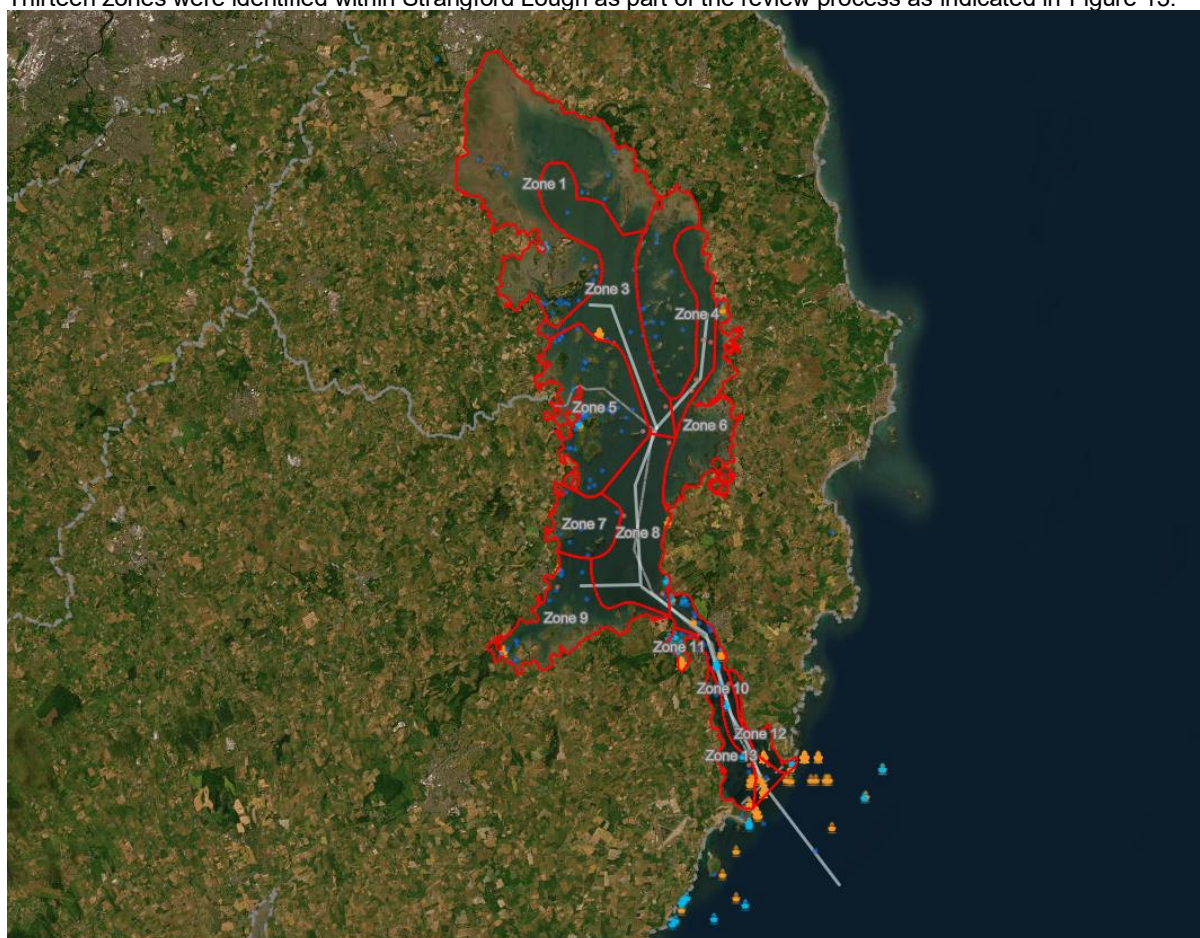 Thirteen Zones were identified within Strangford Lough as part of the review process as indicated in Figure 15.
Zone 1
Zone 3
Zone 4
Zone 5
Zone 6
Zone 7
Zone 8
Zone 9
Zone 11
Zone 10
Zone 12
Zone 13